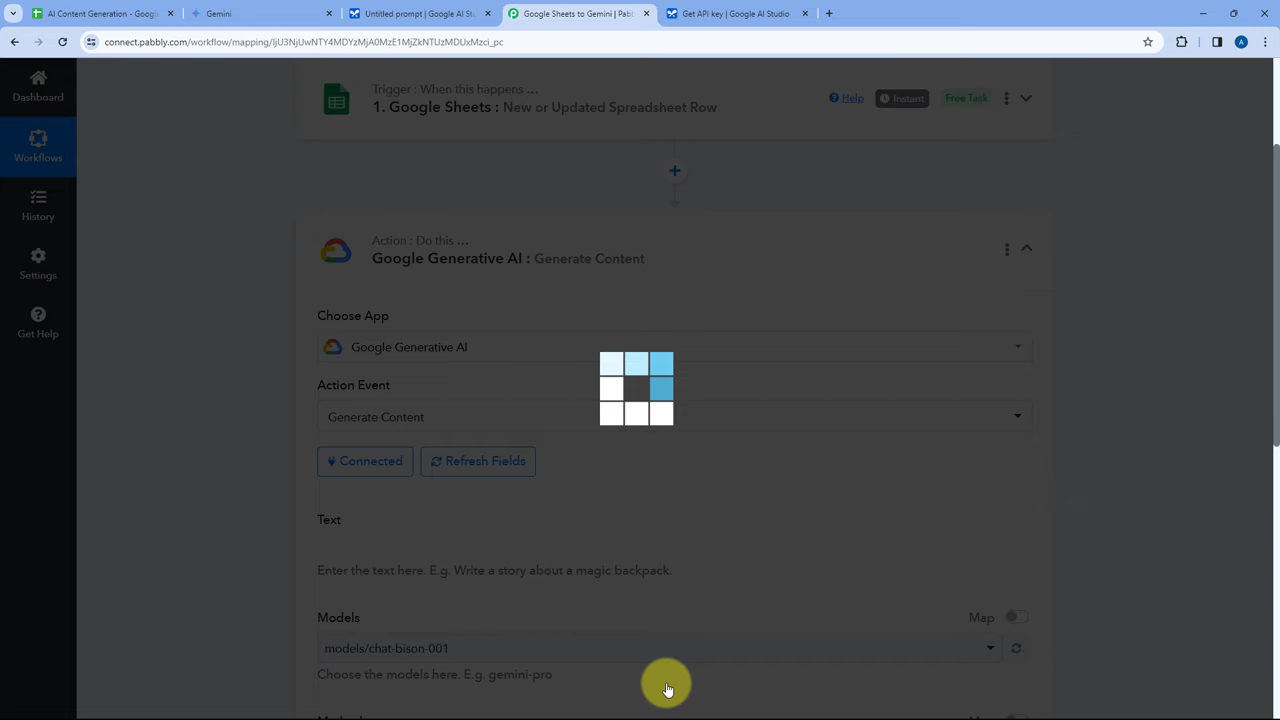 AI Content Generation - Google
Gemini
Untitled prompt | Google AI Stu
Google Sheets to Gemini | Pabb
Get API key | Google AI Studio
connect.pabbly.com/workflow/mapping/IjU3NjUwNTY4MDYzMjA0MzE1MjZkNTUzMDUxMzci_pc
Dashboard
Workflows
History
Settings
Get Help
Trigger : When this happens ...
1. Google Sheets : New or Updated Spreadsheet Row
Help
Instant
Free Task
Action : Do this ...
Google Generative AI : Generate Content
Choose App
Google Generative AI
Action Event
Generate Content
Connected
Refresh Fields
Text
Enter the text here. E.g. Write a story about a magic backpack.
Models
Map
models/chat-bison-001
Choose the models here. E.g. gemini-pro